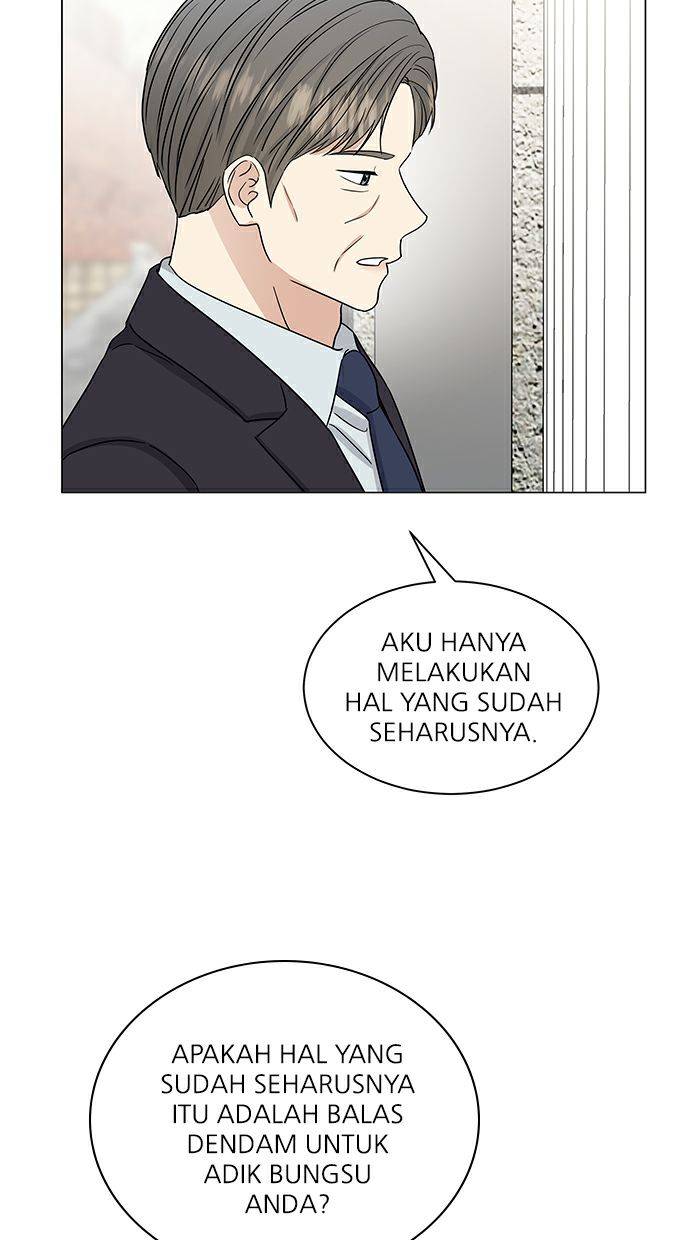 AKU HANYA
MELAKUKAN
HAL YANG SUDAH
SEHARUSNYA.
APAKAH HAL YANG
SUDAH SEHARUSNYA
ITU ADALAH BALAS
DENDAM UNTUK
ADIK BUNGSU
ANDA?